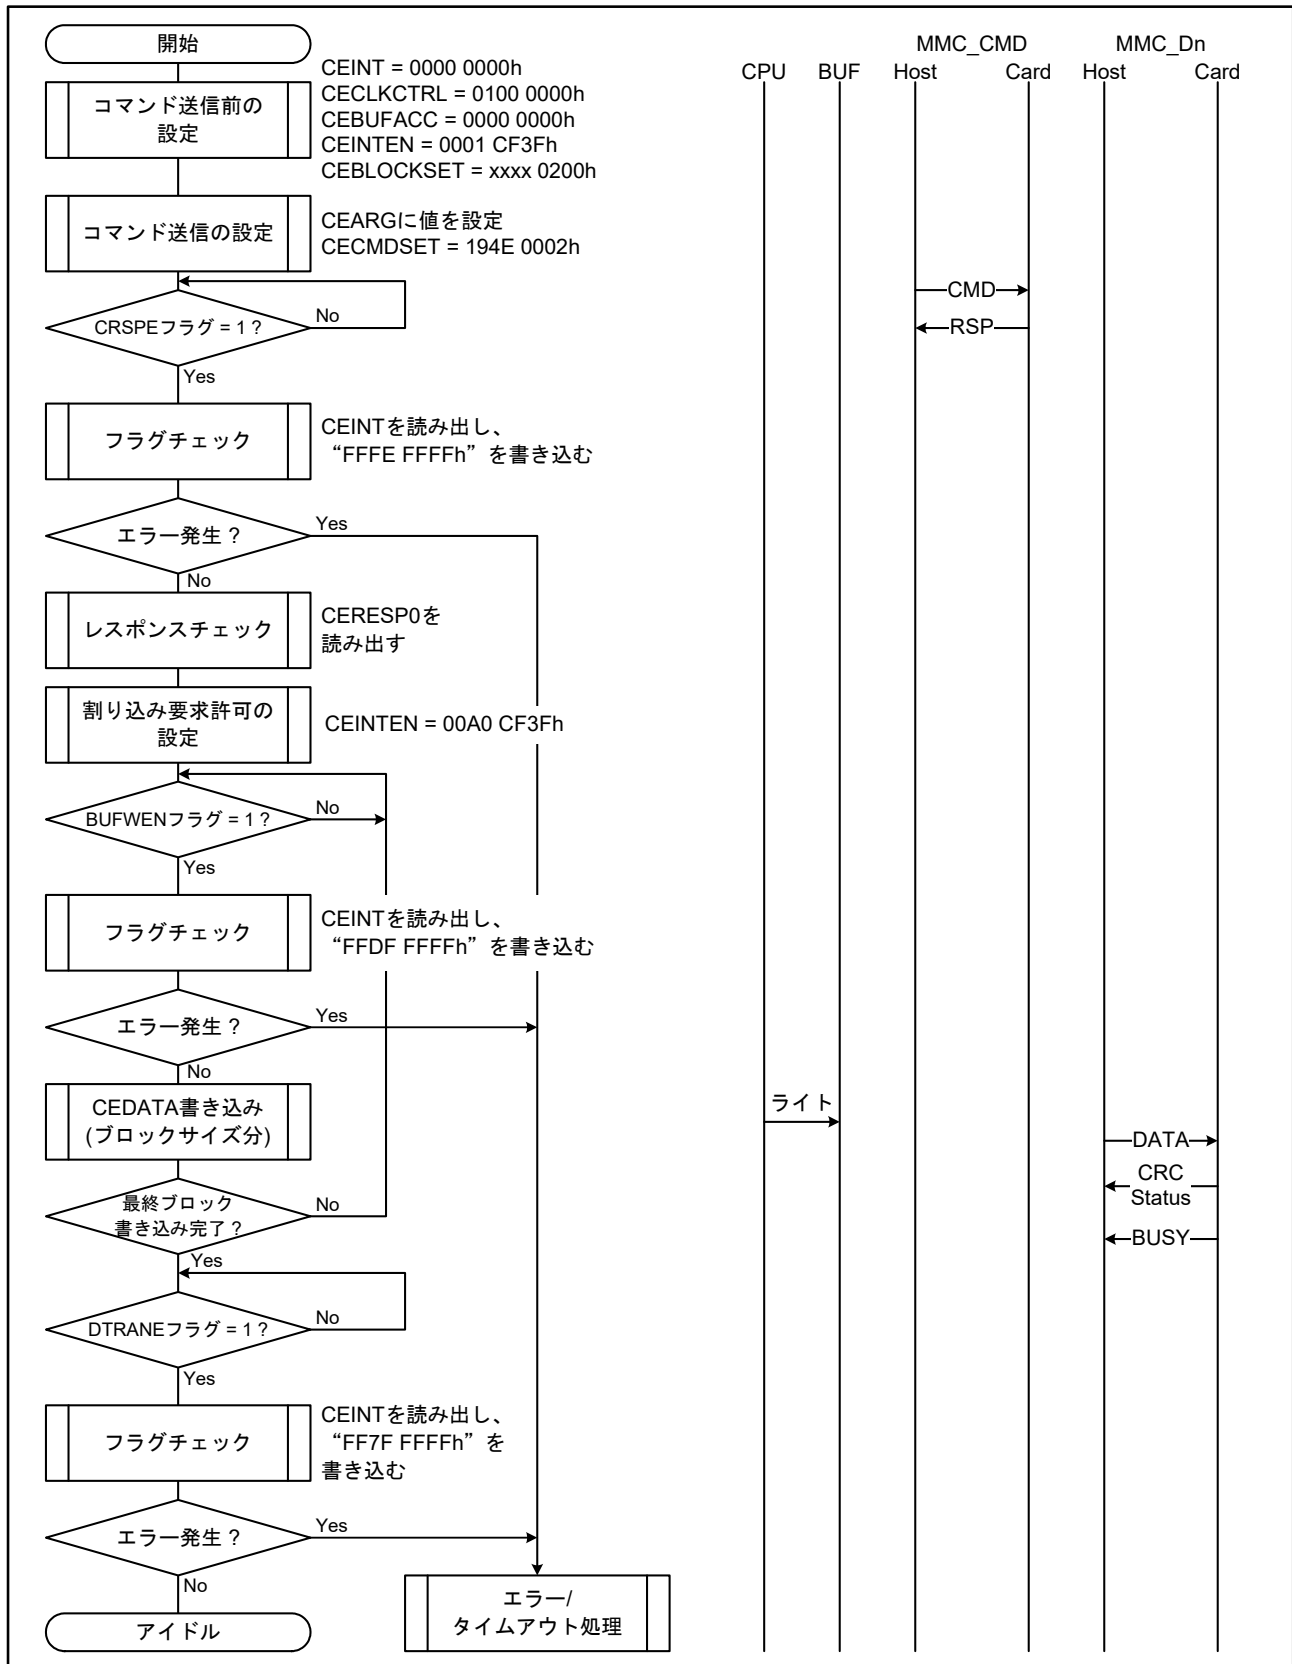 開始
CEINT = 0000 0000h
CECLKCTRL = 0100 0000h
CEBUFACC = 0000 0000h
CEINTEN = 0001 CF3Fh
CEBLOCKSET = xxxx 0200h
コマンド送信前の
設定
コマンド送信の設定
CEARGに値を設定
CECMDSET = 194E 0002h
CRSPEフラグ = 1 ?
No
Yes
フラグチェック
CEINTを読み出し、
“FFFE FFFFh” を書き込む
エラー発生 ?
Yes
No
レスポンスチェック
CERESP0を
読み出す
割り込み要求許可の
設定
CEINTEN = 00A0 CF3Fh
BUFWENフラグ = 1 ?
No
Yes
フラグチェック
CEINTを読み出し、
“FFDF FFFFh” を書き込む
エラー発生 ?
Yes
No
CEDATA書き込み
(ブロックサイズ分)
最終ブロック
書き込み完了 ?
No
Yes
DTRANEフラグ = 1 ?
No
Yes
フラグチェック
CEINTを読み出し、
“FF7F FFFFh” を
書き込む
エラー発生 ?
Yes
No
アイドル
エラー/
タイムアウト処理
MMC_CMD
MMC_Dn
CPU BUF Host Card Host Card
CMD
RSP
ライト
DATA
CRC
Status
BUSY